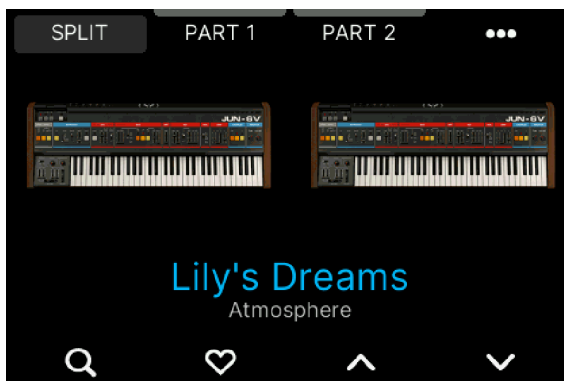 SPLIT PART 1 PART 2
JUN-6V JUN-6V
Lily's Dreams
Atmosphere